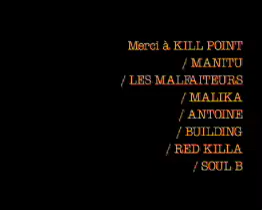 Merci à KILL POINT
/ MANITU
/ LES MALFAITEURS
/ MALIKA
/ ANTOINE
/ BUILDING
/ RED KILLA
/ SOUL B